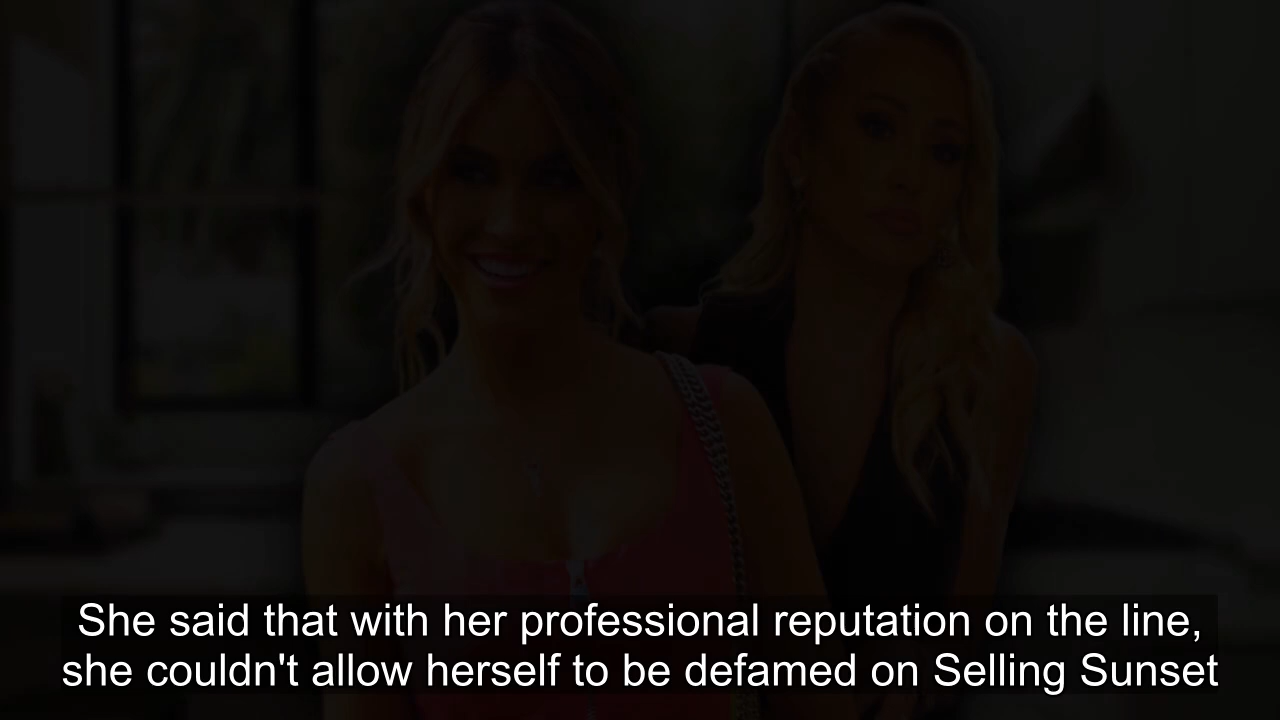 She said that with her professional reputation on the line,
she couldn't allow herself to be defamed on Selling Sunset